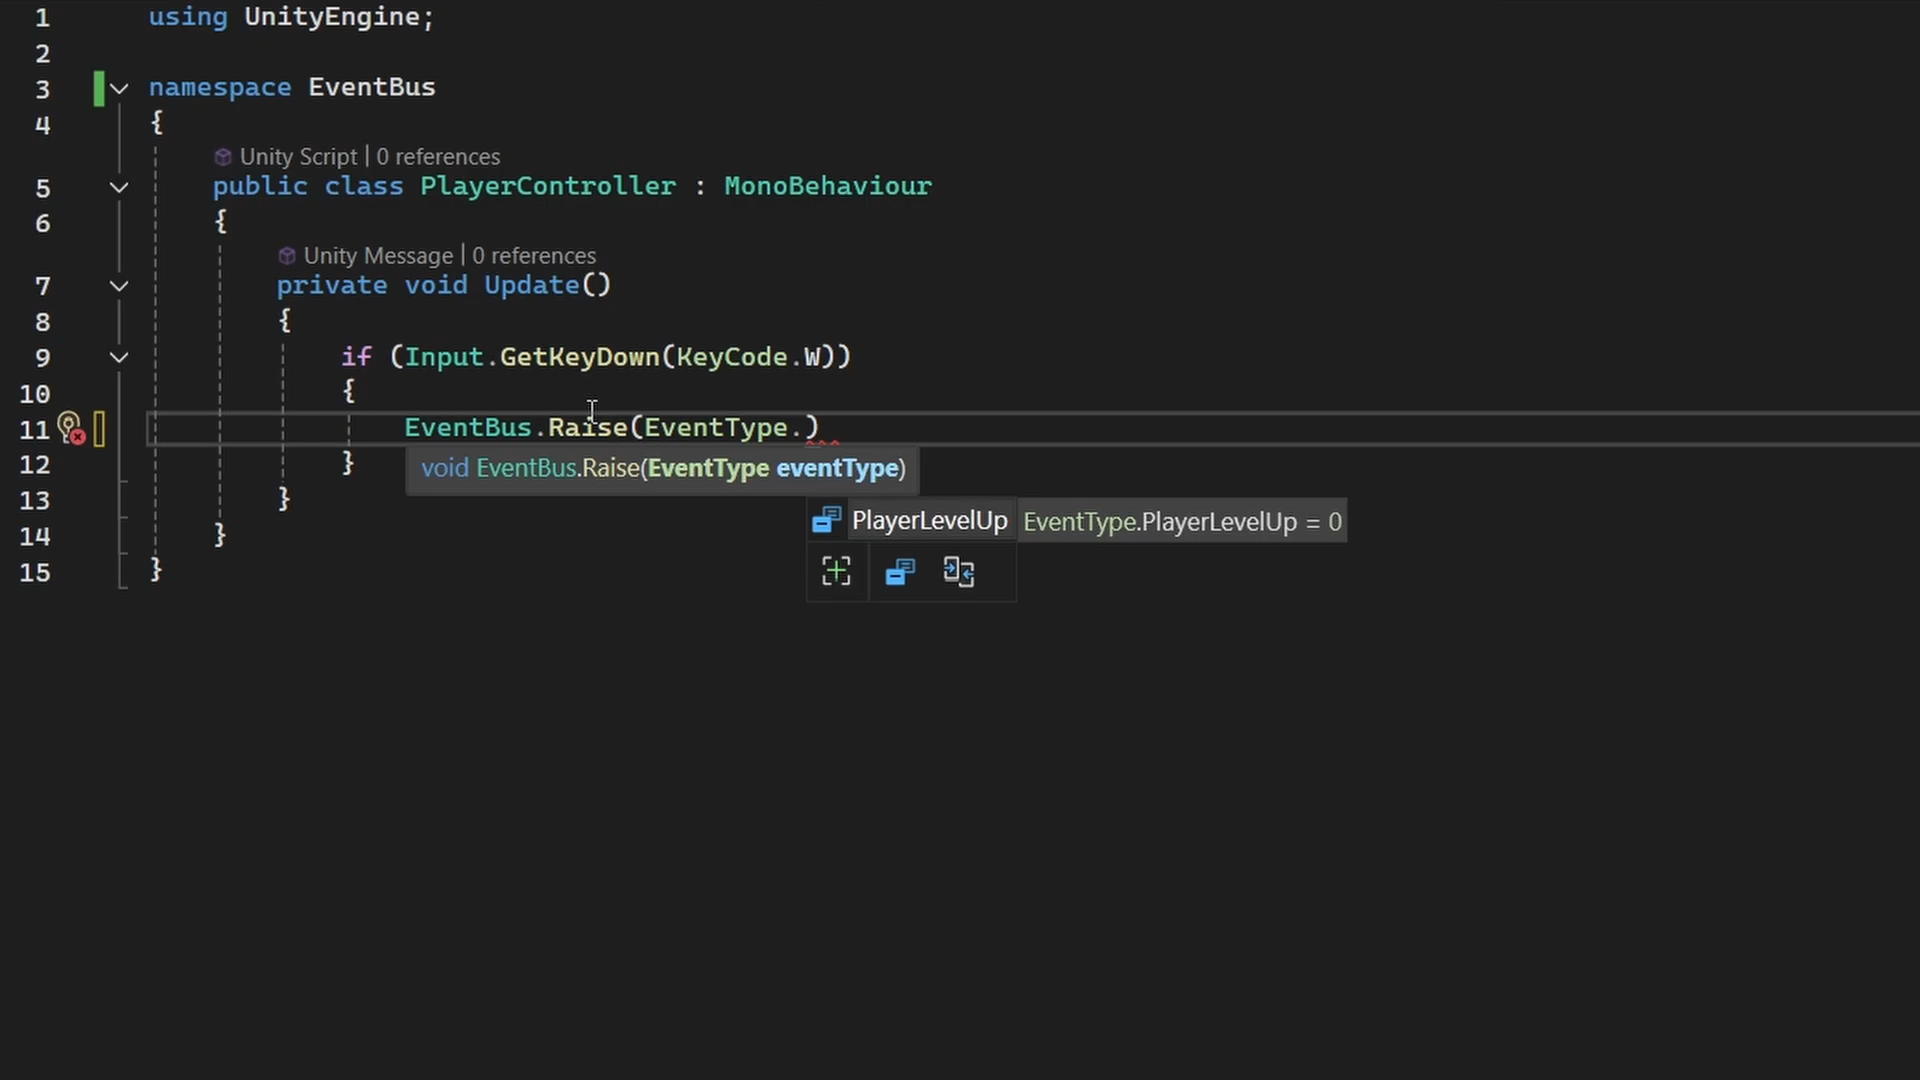 1 using UnityEngine;
2
3 namespace EventBus
4 {
Unity Script | 0 references
5 public class PlayerController : MonoBehaviour
6 {
Unity Message | 0 references
7 private void Update()
8 {
9 if (Input.GetKeyDown(KeyCode.W))
10 {
11 EventBus.Raise(EventType.)
12 }
void EventBus.Raise(EventType eventType)
13 }
PlayerLevelUp EventType.PlayerLevelUp = 0
14 }
15 }